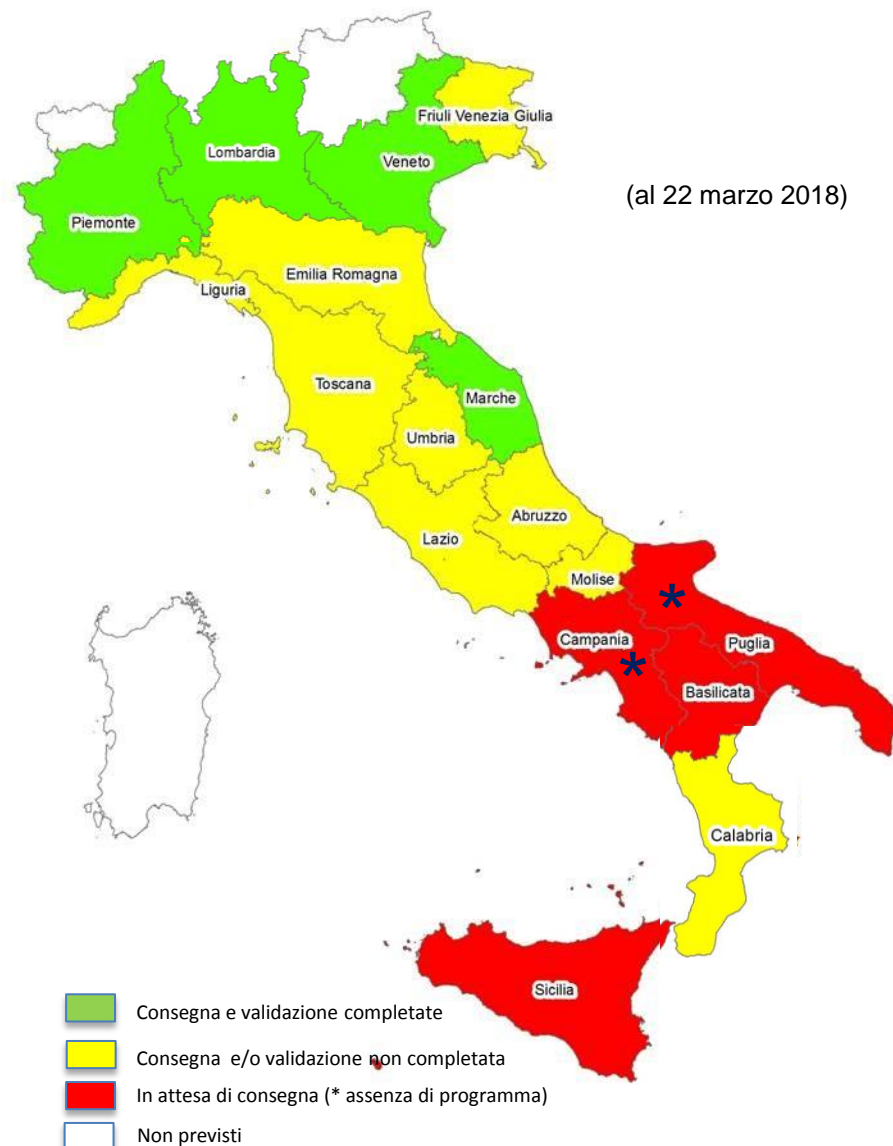 Friuli Venezia Giulia
Lombardia
Veneto
(al 22 marzo 2018)
Piemonte
Emilia Romagna
Liguria
Toscana
Marche
Umbria
Abruzzo
Lazio
Molise
*
Campania
Puglia
*
Basilicata
Calabria
Sicilia
Consegna e validazione completate
Consegna e/o validazione non completata
In attesa di consegna (* assenza di programma)
Non previsti